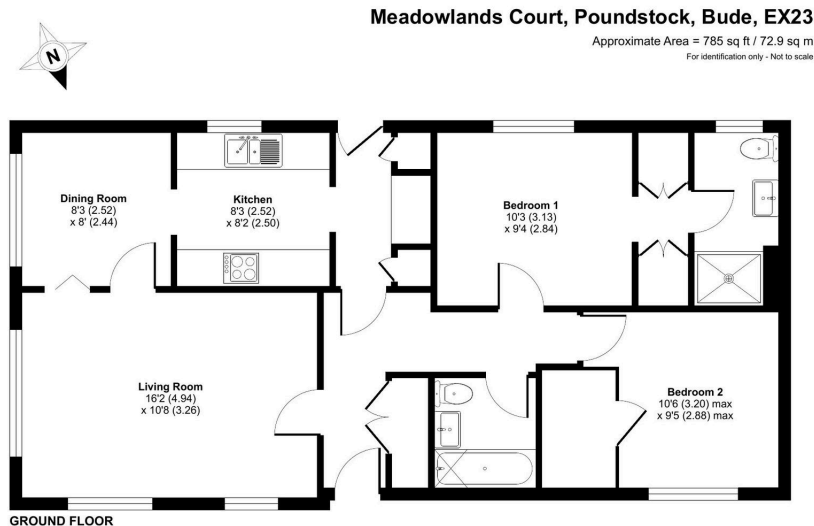 Meadowlands Court, Poundstock, Bude, EX23
Approximate Area = 785 sq ft / 72.9 sq m
For identification only - Not to scale
N
Dining Room
8'3 (2.52)
x 8' (2.44)
Kitchen
8'3 (2.52)
x 8'2 (2.50)
Bedroom 1
10'3 (3.13)
x 9'4 (2.84)
Living Room
16'2 (4.94)
x 10'8 (3.26)
Bedroom 2
10'6 (3.20) max
x 9'5 (2.88) max
GROUND FLOOR